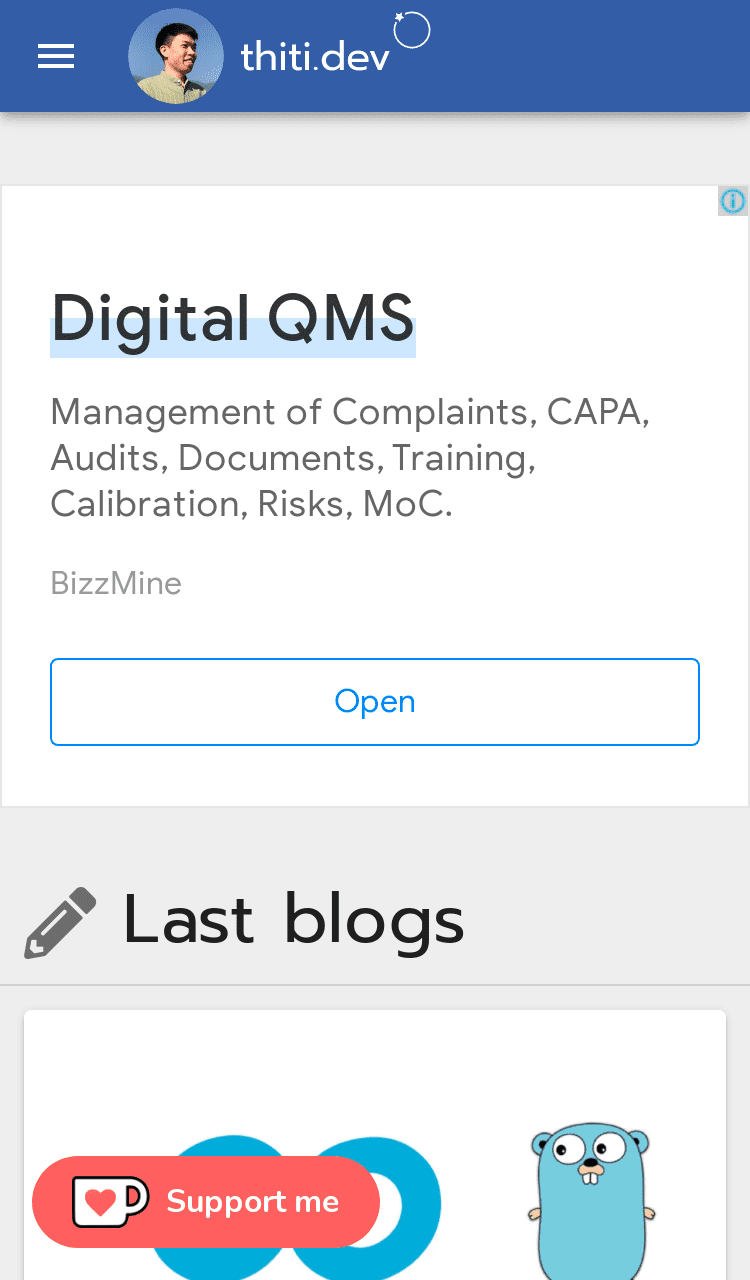 thiti.dev
Digital QMS
Management of Complaints, CAPA,
Audits, Documents, Training,
Calibration, Risks, MoC.
BizzMine
Open
Last blogs
Support me